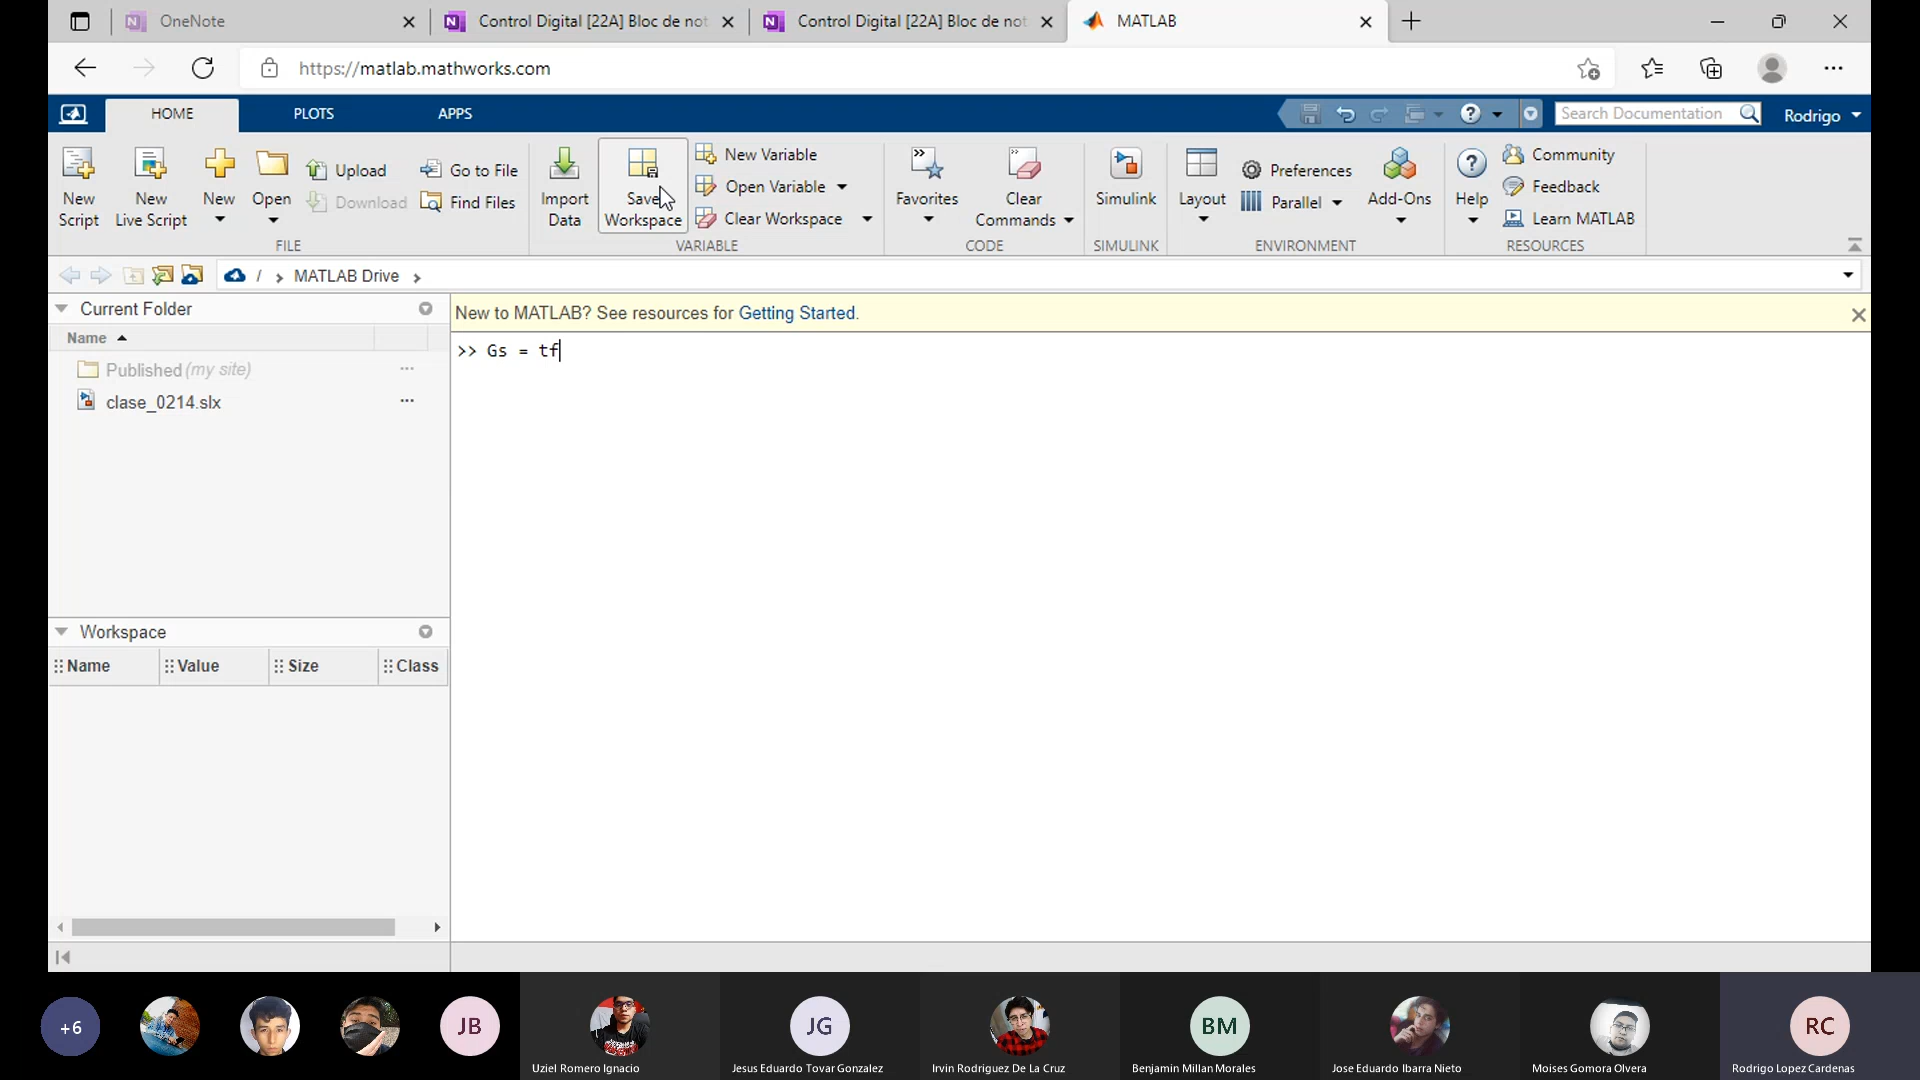 OneNote
Control Digital [22A] Bloc de not
Control Digital [22A] Bloc de not
MATLAB
https://matlab.mathworks.com
HOME
PLOTS
APPS
Search Documentation
Rodrigo
New Script
New Live Script
New
Open
Upload
Download
Go to File
Find Files
FILE
Import Data
Save Workspace
New Variable
Open Variable
Clear Workspace
VARIABLE
Favorites
Clear Commands
CODE
Simulink
SIMULINK
Layout
Preferences
Parallel
Add-Ons
ENVIRONMENT
Help
Community
Feedback
Learn MATLAB
RESOURCES
/ > MATLAB Drive >
Current Folder
Name
Published (my site)
clase_0214.slx
New to MATLAB? See resources for Getting Started.
>> Gs = tf
Workspace
Name
Value
Size
Class
+6
JB
JG
BM
RC
Uziel Romero Ignacio
Jesus Eduardo Tovar Gonzalez
Irvin Rodriguez De La Cruz
Benjamin Millan Morales
Jose Eduardo Ibarra Nieto
Moises Gomora Olvera
Rodrigo Lopez Cardenas